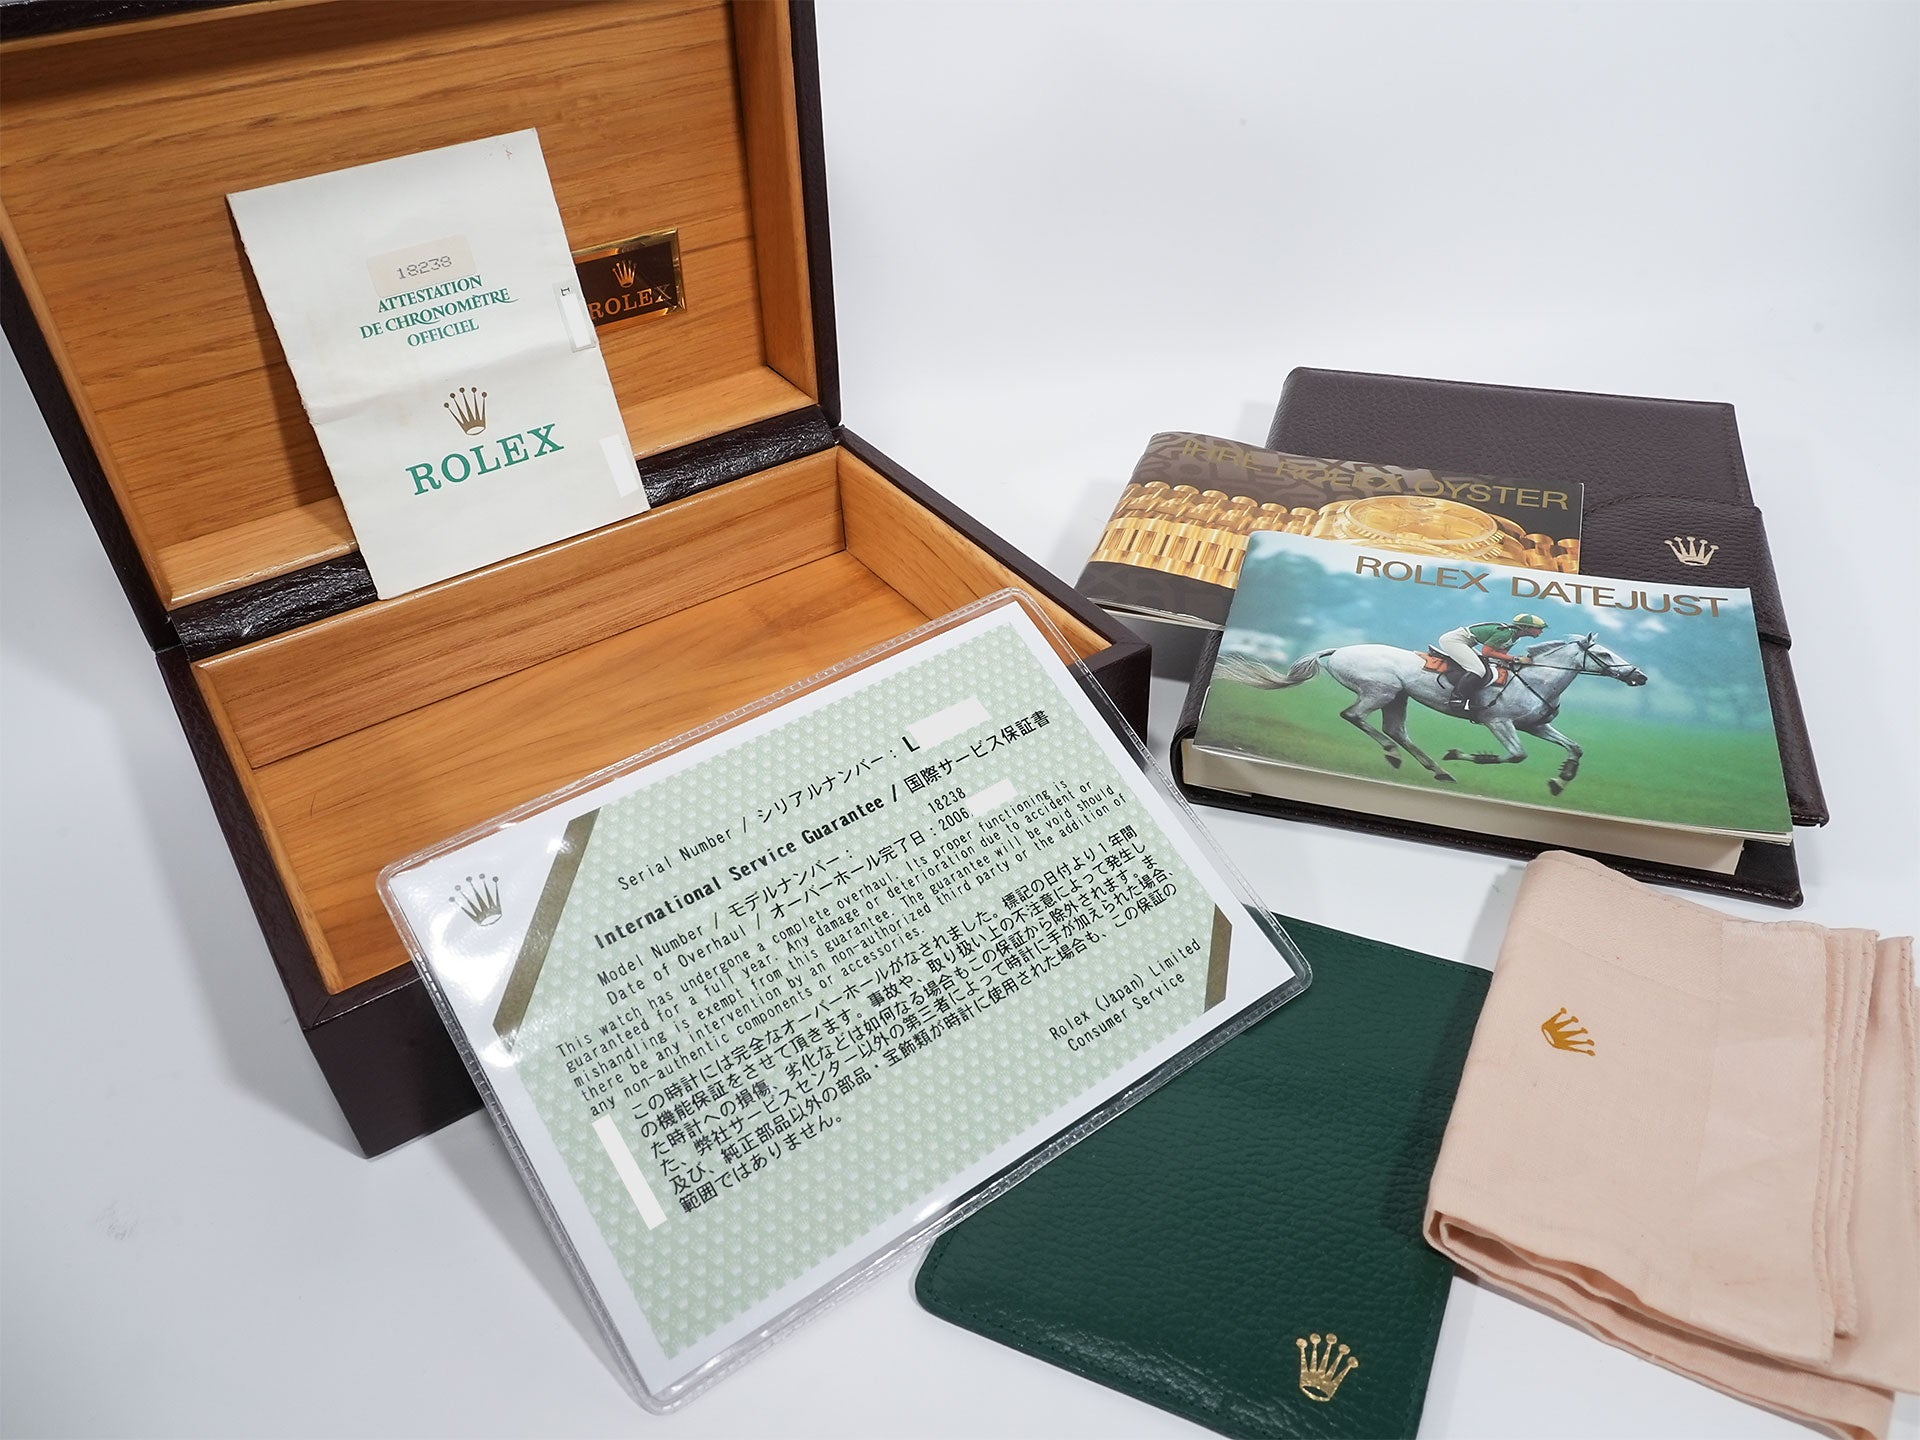 18238
ATTESTATION
DE CHRONOMÈTRE
OFFICIEL
ROLEX
ROLEX
L
IHRE ROLEX OYSTER
ROLEX DATEJUST
Serial Number / シリアルナンバー : L
International Service Guarantee / 国際サービス保証書
Model Number / モデルナンバー : 18238
Date of Overhaul / オーバーホール完了日 : 2006.
This watch has undergone a complete overhaul. Its proper functioning is
guaranteed for a full year. Any damage or deterioration due to accident or
mishandling is exempt from this guarantee. The guarantee will be void should
there be any intervention by an non-authorized third party or the addition of
any non-authentic components or accessories.
この時計には完全なオーバーホールがなされました。標記の日付より１年間
の機能保証をさせて頂きます。事故や、取り扱い上の不注意によって発生し
た時計への損傷、劣化などは如何なる場合もこの保証から除外されます。ま
た、弊社サービスセンター以外の第三者によって時計に手が加えられた場合、
及び、純正部品以外の部品・宝飾類が時計に使用された場合も、この保証の
範囲ではありません。
Rolex (Japan) Limited
Consumer Service